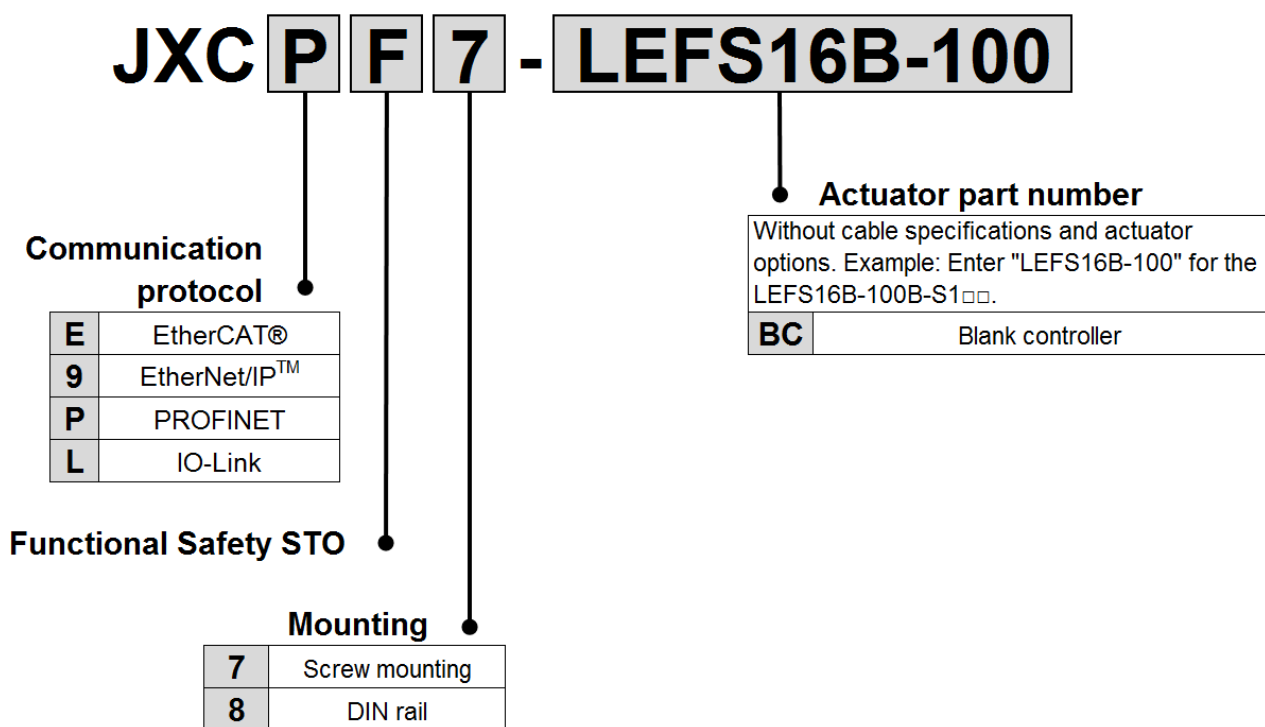 JXC P F 7 - LEFS16B-100
Actuator part number
Without cable specifications and actuator
options. Example: Enter "LEFS16B-100" for the
LEFS16B-100B-S1□□.
BC Blank controller
Communication
protocol
E EtherCAT®
9 EtherNet/IP™
P PROFINET
L IO-Link
Functional Safety STO
Mounting
7 Screw mounting
8 DIN rail